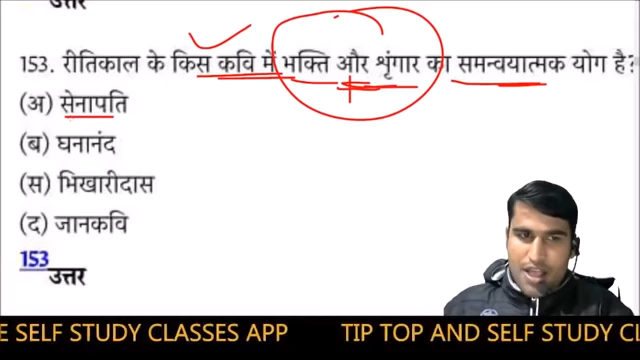 उत्तर
153. रीतिकाल के किस कवि में भक्ति और श्रृंगार का समन्वयात्मक योग है?
(अ) सेनापति
(ब) घनानंद
(स) भिखारीदास
(द) जानकवि
153
उत्तर
E SELF STUDY CLASSES APP TIP TOP AND SELF STUDY CL